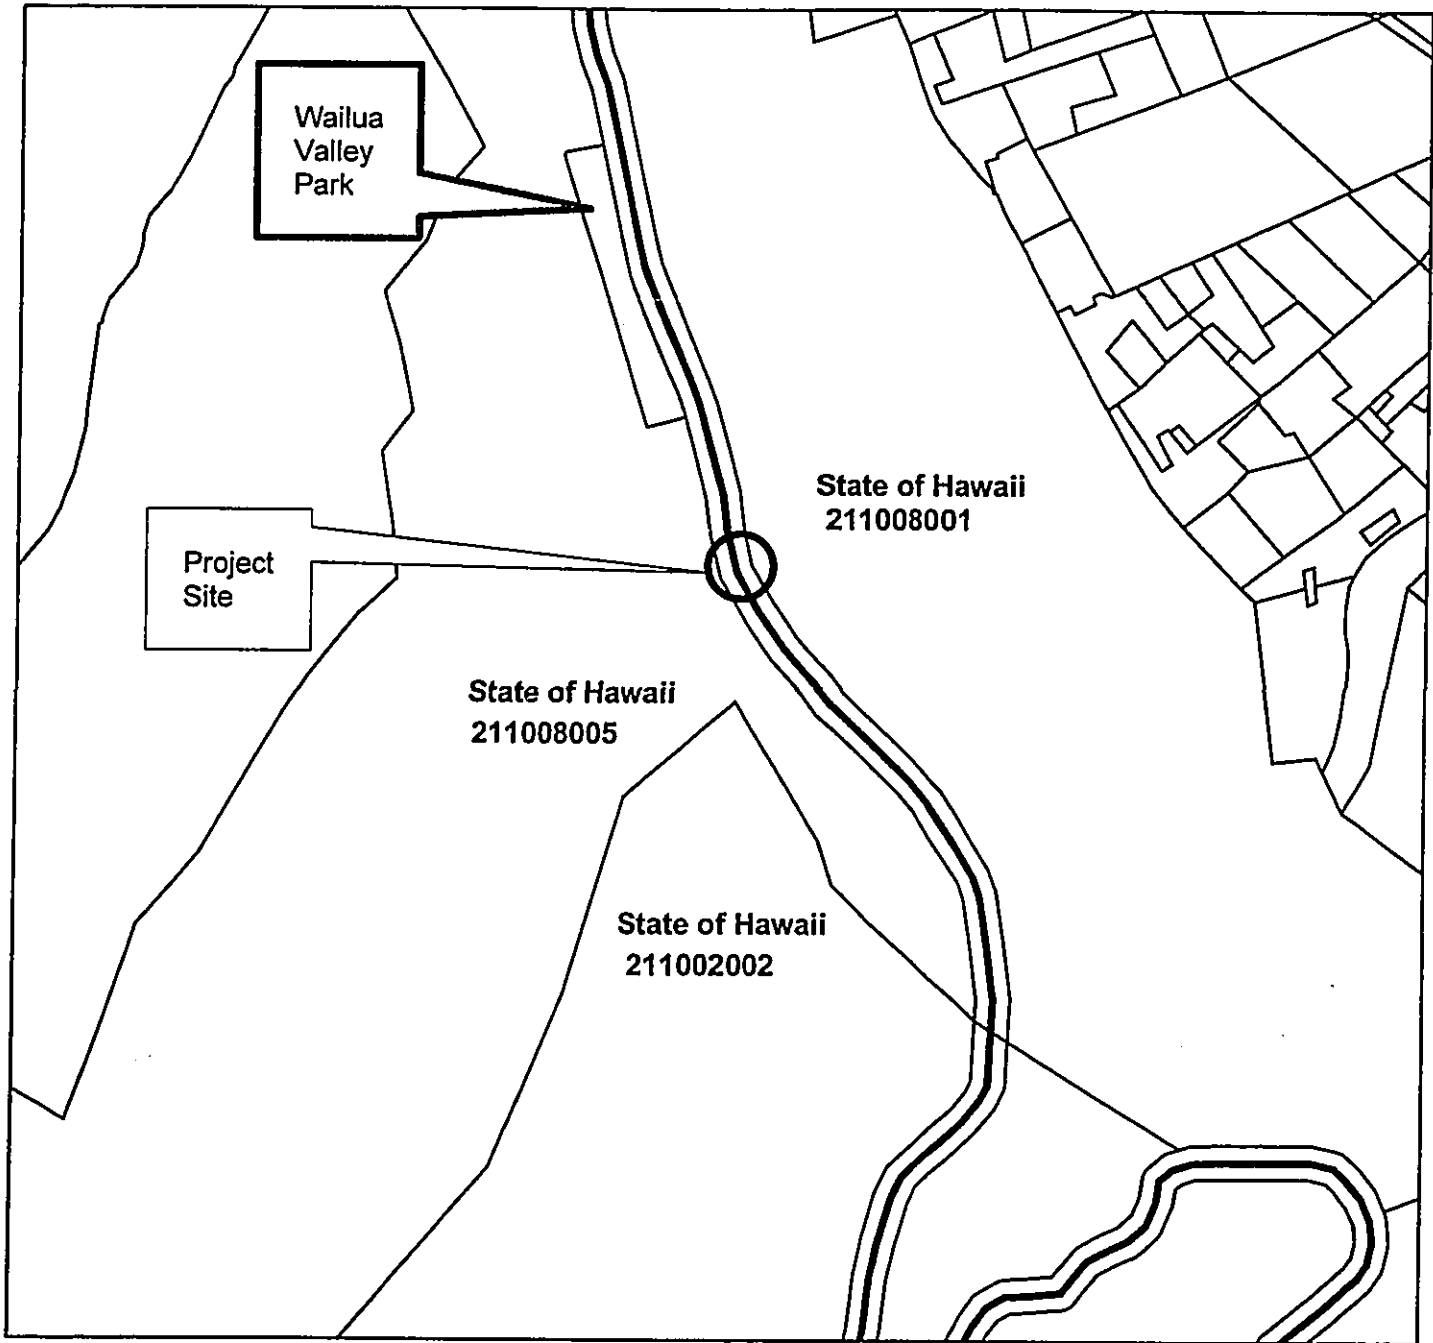 Wailua
Valley
Park
State of Hawaii
211008001
Project
Site
State of Hawaii
211008005
State of Hawaii
211002002